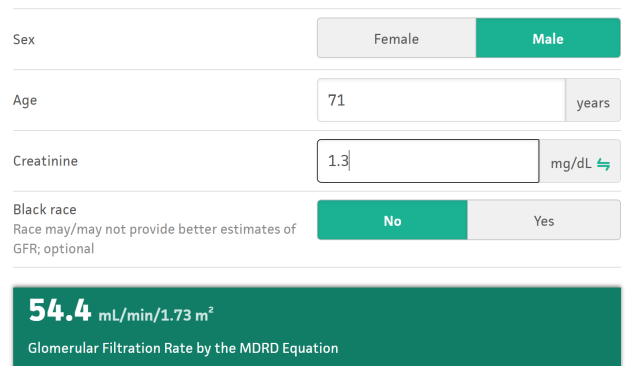 Sex
Female
Male
Age
71
years
Creatinine
1.3
mg/dL
Black race
Race may/may not provide better estimates of
GFR; optional
No
Yes
54.4 mL/min/1.73 m²
Glomerular Filtration Rate by the MDRD Equation